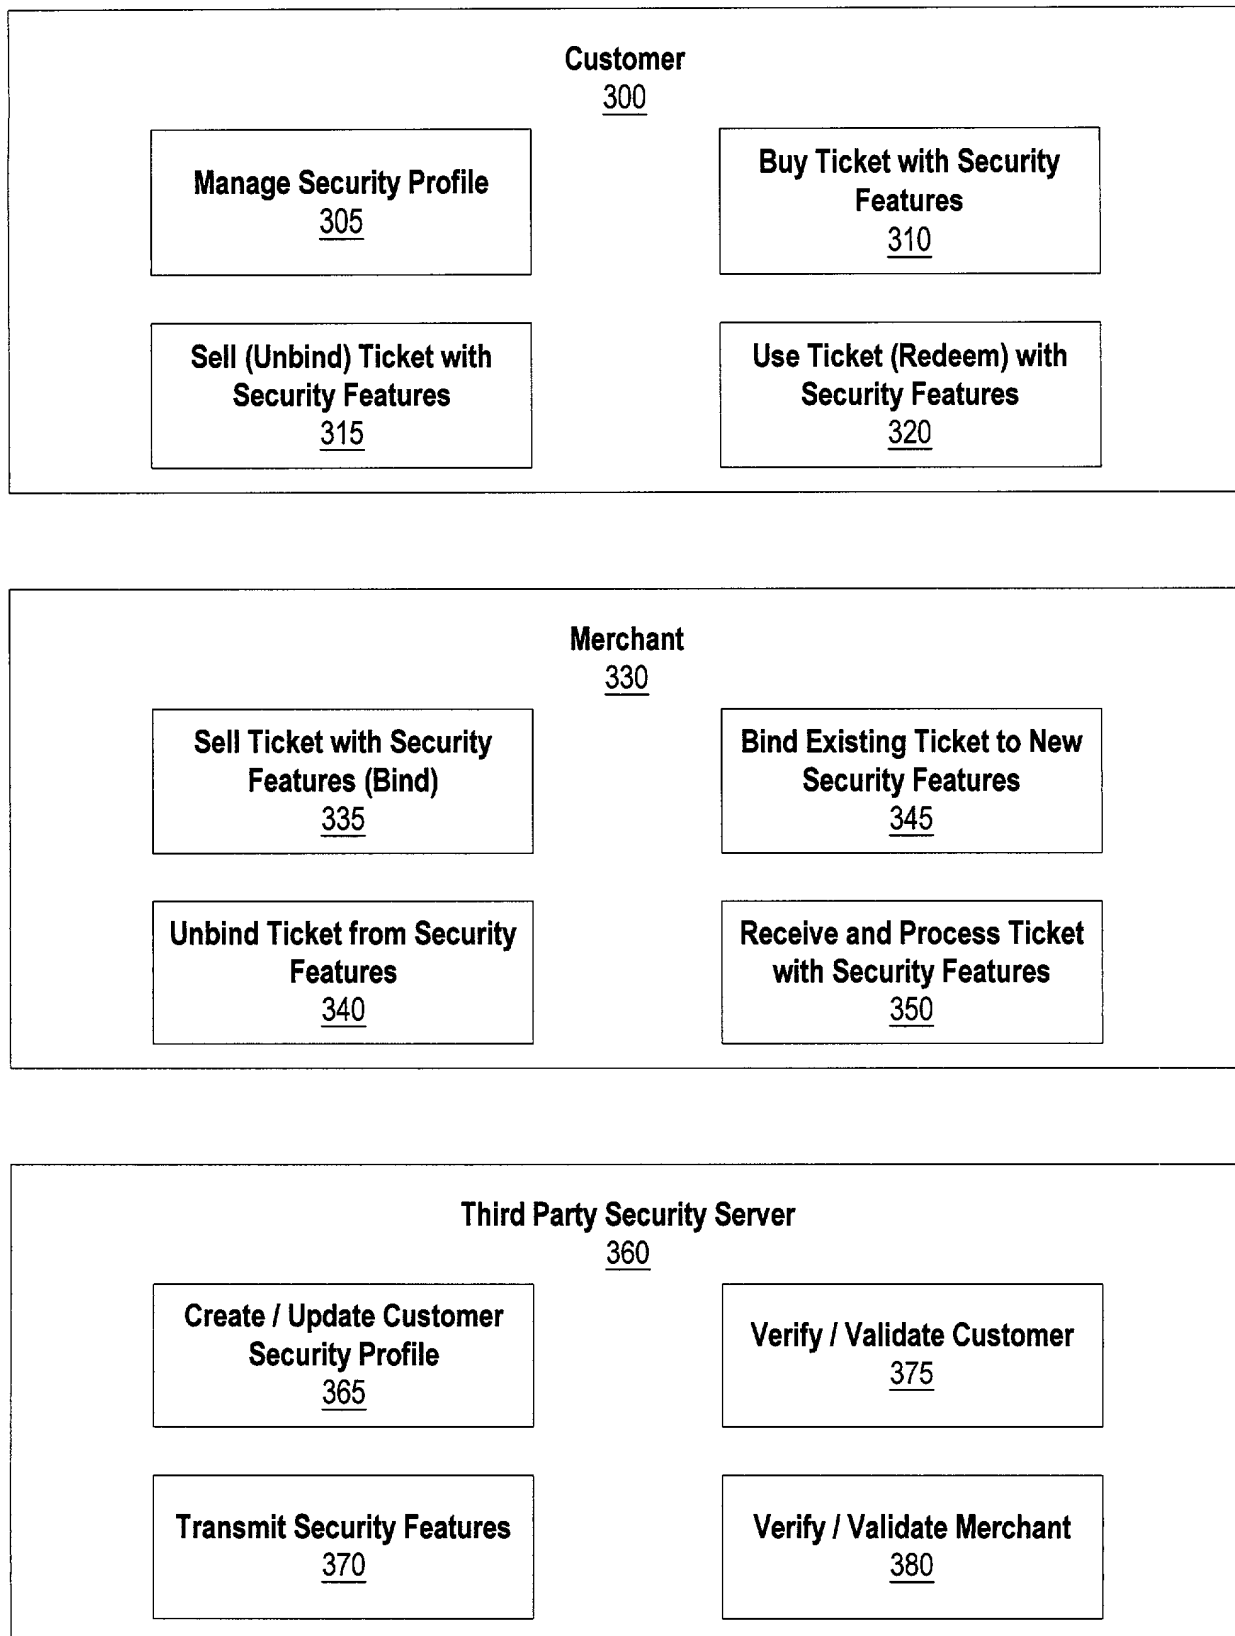 Customer
300
Manage Security Profile
305
Buy Ticket with Security
Features
310
Sell (Unbind) Ticket with
Security Features
315
Use Ticket (Redeem) with
Security Features
320
Merchant
330
Sell Ticket with Security
Features (Bind)
335
Bind Existing Ticket to New
Security Features
345
Unbind Ticket from Security
Features
340
Receive and Process Ticket
with Security Features
350
Third Party Security Server
360
Create / Update Customer
Security Profile
365
Verify / Validate Customer
375
Transmit Security Features
370
Verify / Validate Merchant
380